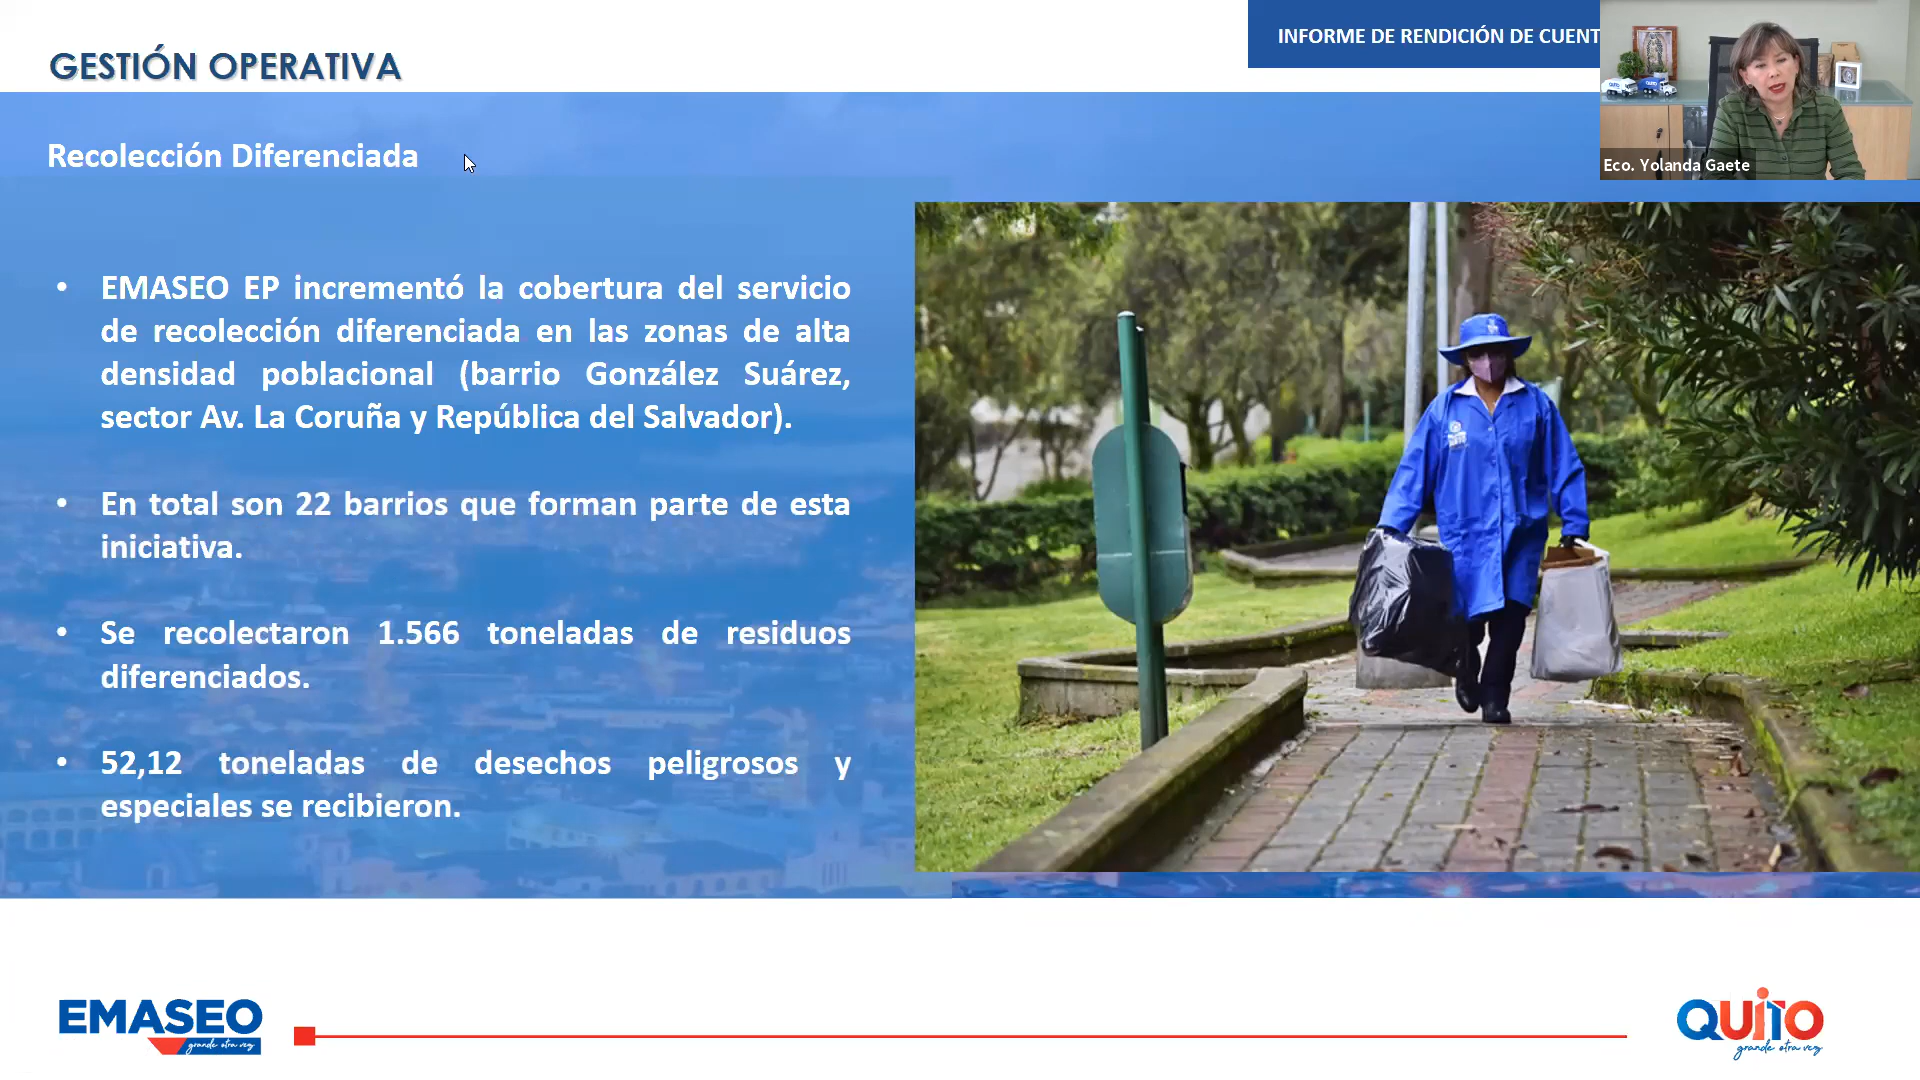 GESTIÓN OPERATIVA
INFORME DE RENDICIÓN DE CUENT
Eco. Yolanda Gaete
Recolección Diferenciada
• EMASEO EP incrementó la cobertura del servicio
de recolección diferenciada en las zonas de alta
densidad poblacional (barrio González Suárez,
sector Av. La Coruña y República del Salvador).
• En total son 22 barrios que forman parte de esta
iniciativa.
• Se recolectaron 1.566 toneladas de residuos
diferenciados.
• 52,12 toneladas de desechos peligrosos y
especiales se recibieron.
EMASEO
grande otra vez
QUITO
grande otra vez